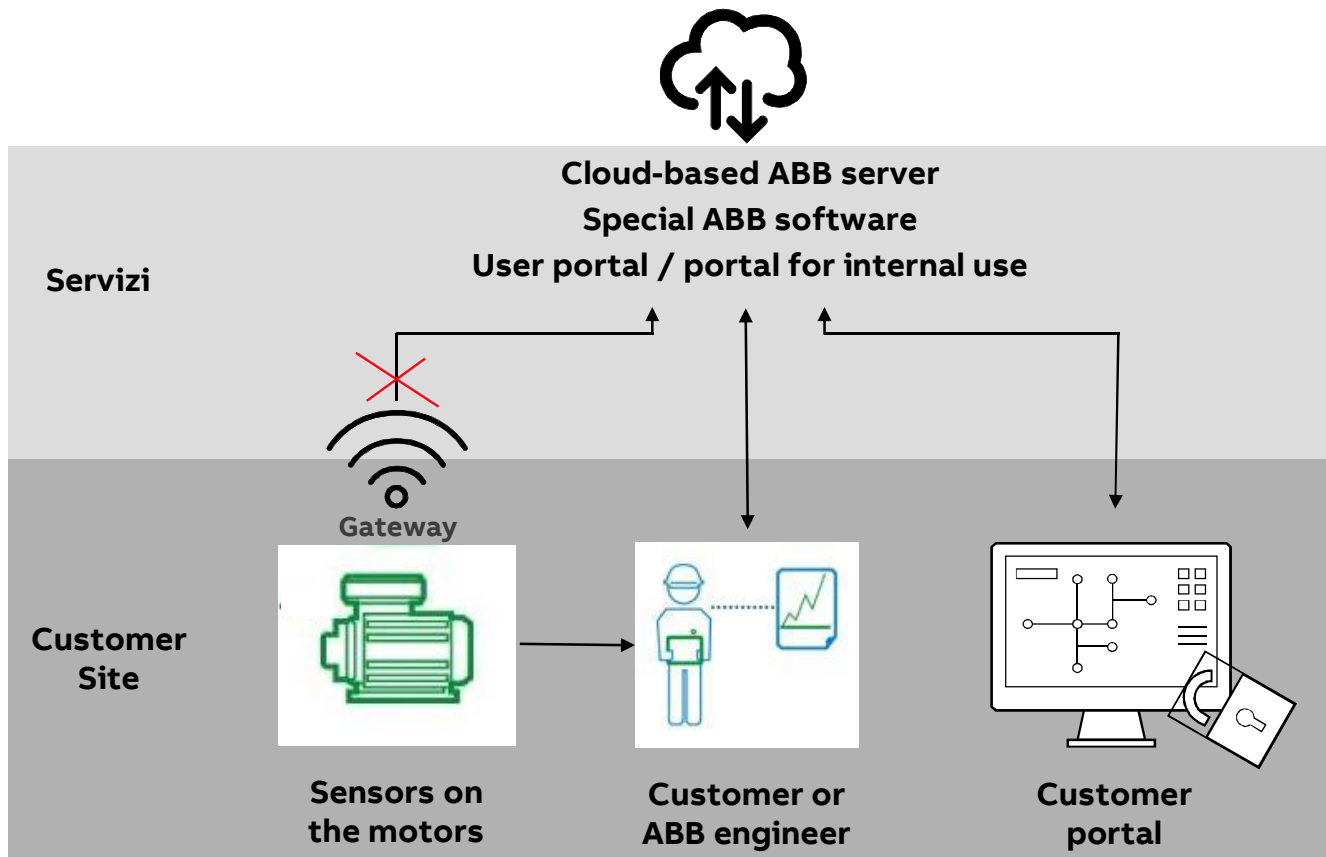 Cloud-based ABB server
Special ABB software
User portal / portal for internal use
Servizi
Gateway
Customer
Site
Sensors on
the motors
Customer or
ABB engineer
Customer
portal